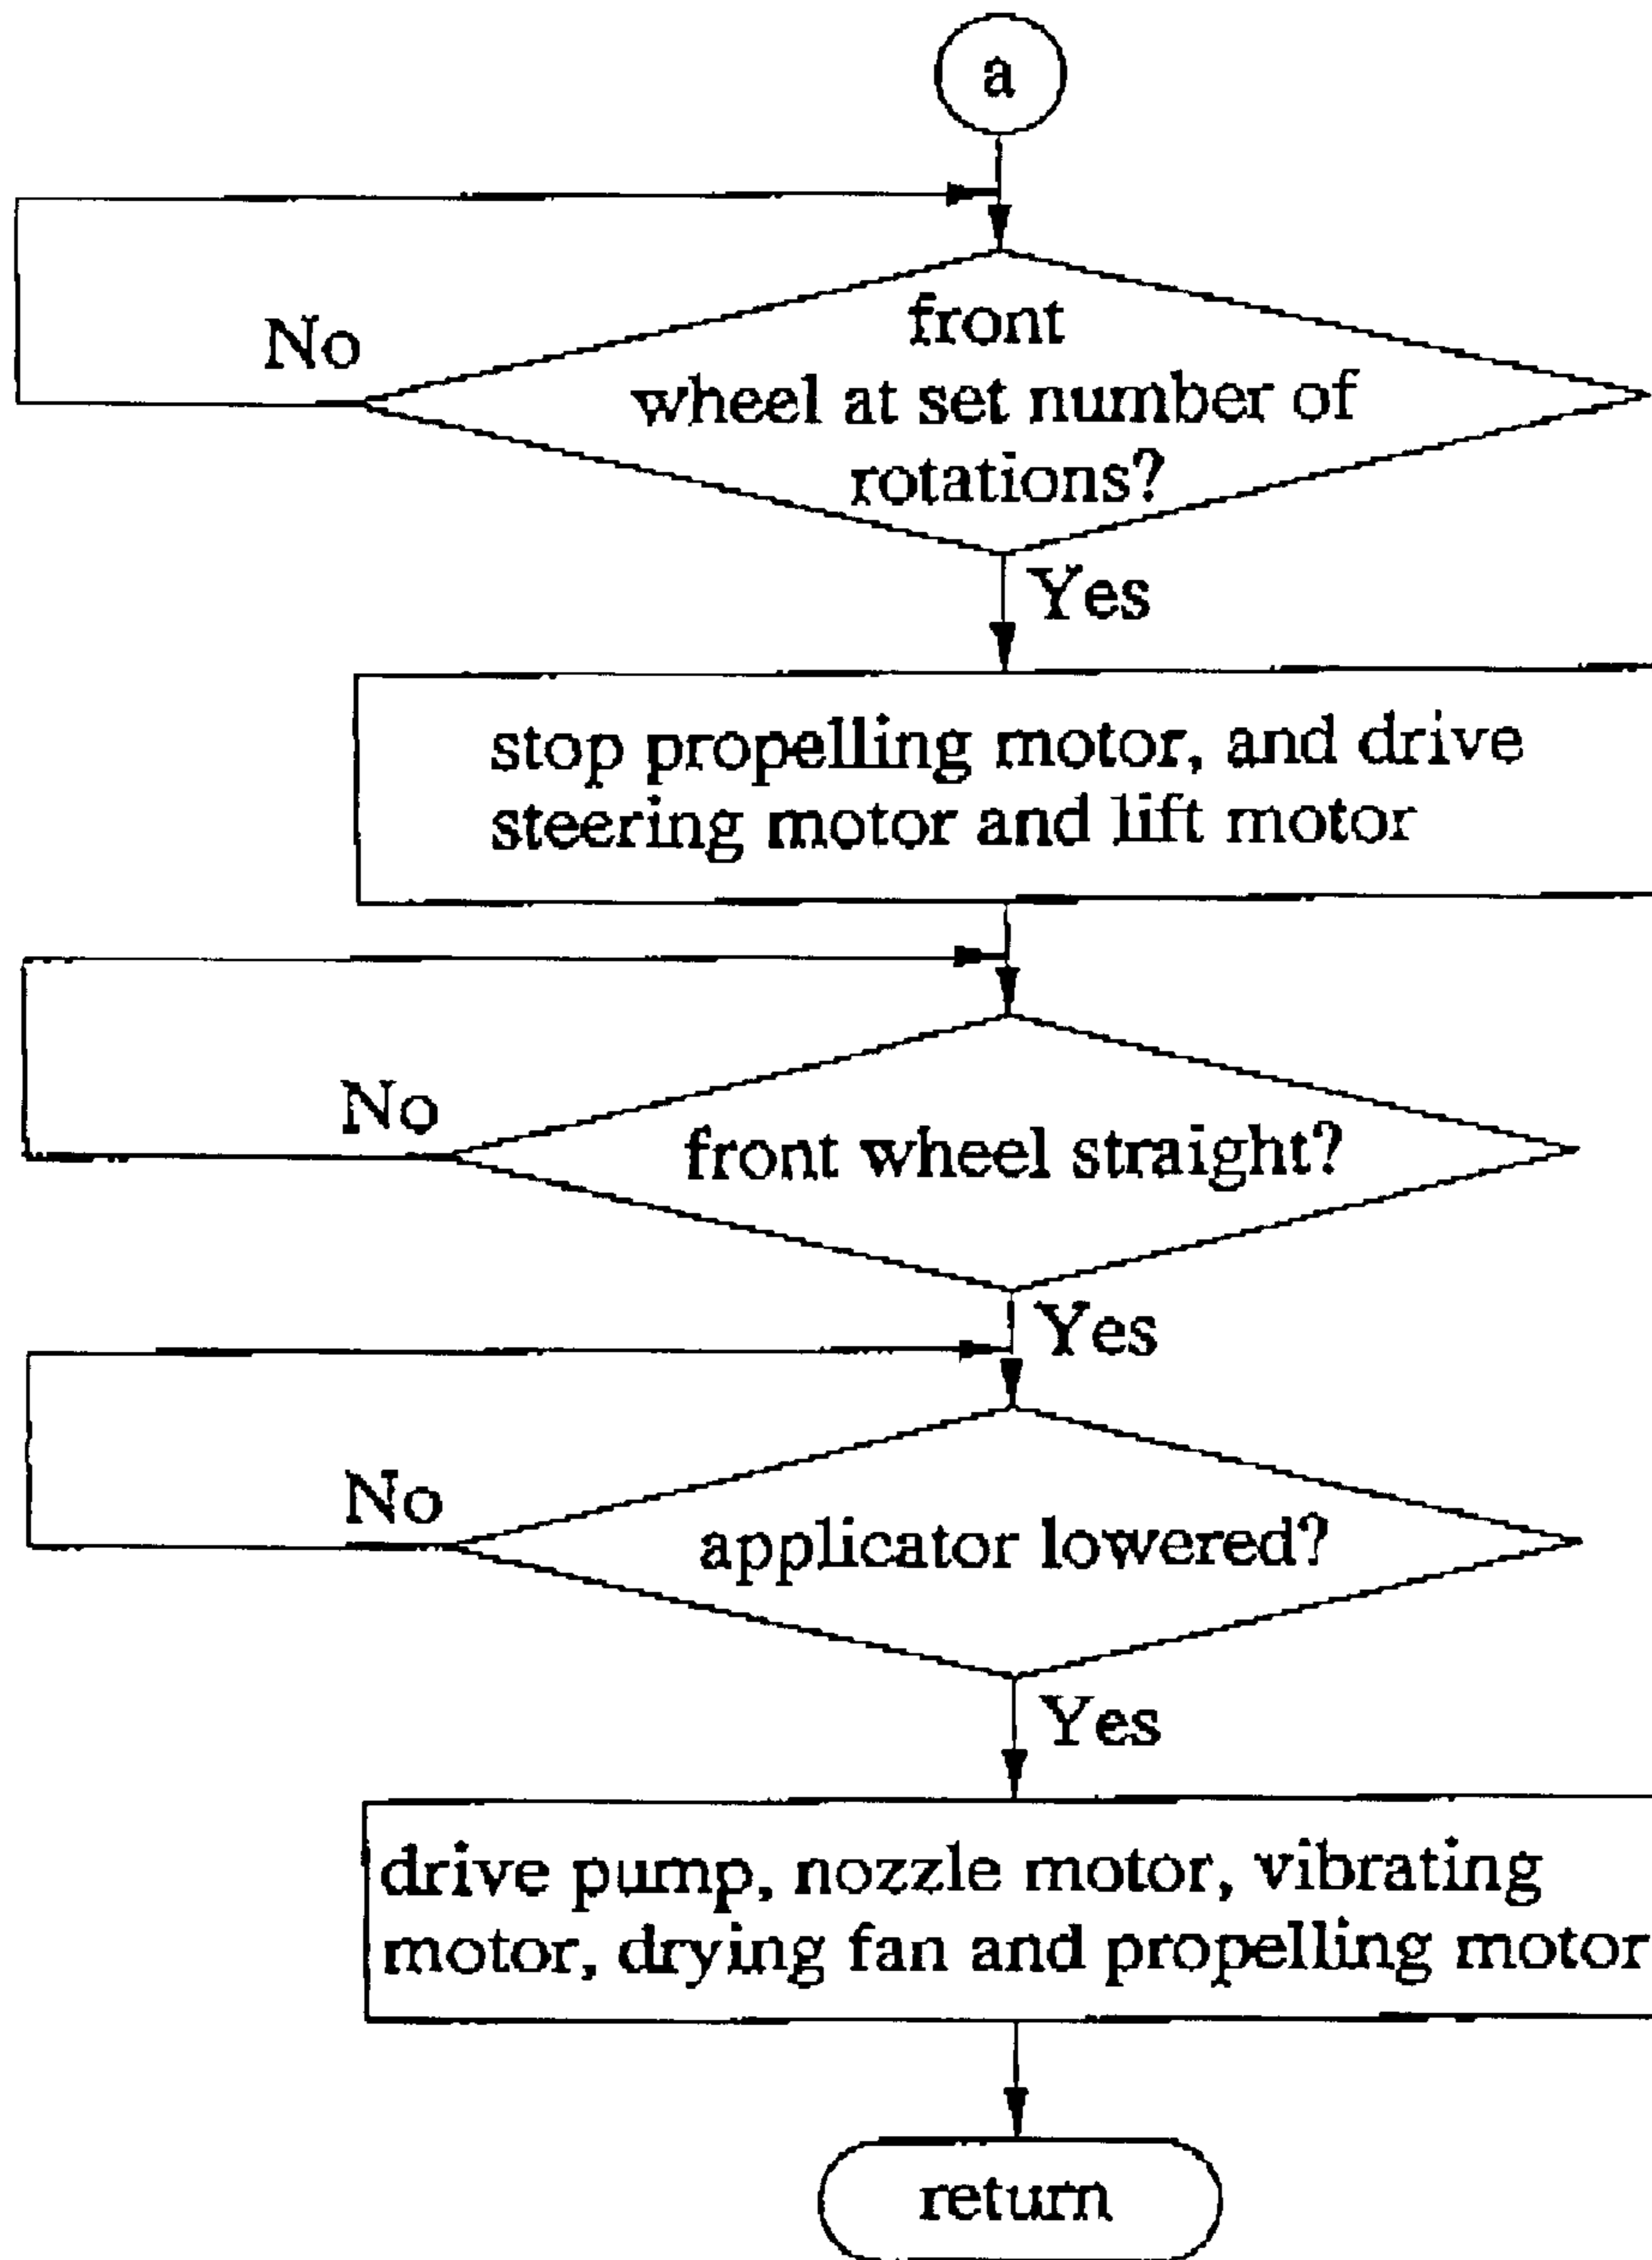 a
No
front
wheel at set number of
rotations?
Yes
stop propelling motor, and drive
steering motor and lift motor
No
front wheel straight?
Yes
No
applicator lowered?
Yes
drive pump, nozzle motor, vibrating
motor, drying fan and propelling motor
return